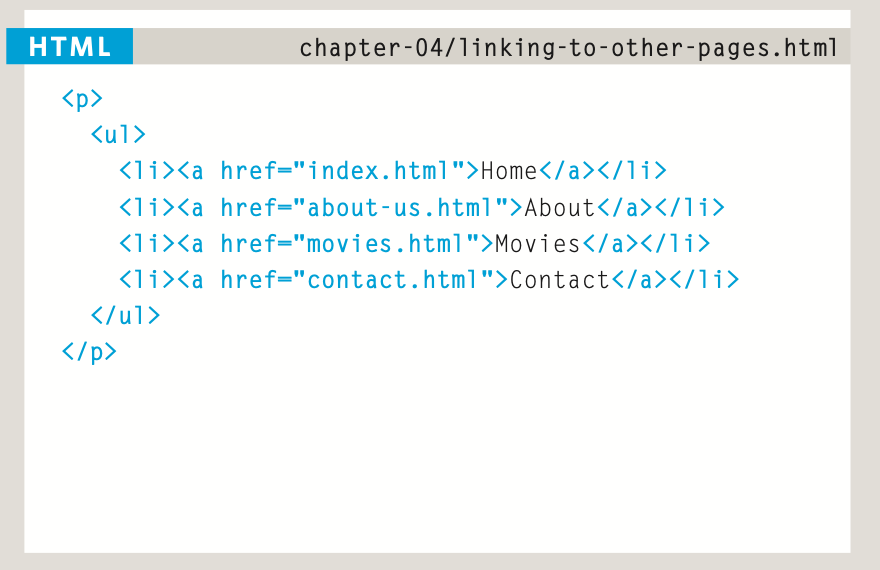 HTML chapter-04/linking-to-other-pages.html
<p>
<ul>
<li><a href="index.html">Home</a></li>
<li><a href="about-us.html">About</a></li>
<li><a href="movies.html">Movies</a></li>
<li><a href="contact.html">Contact</a></li>
</ul>
</p>